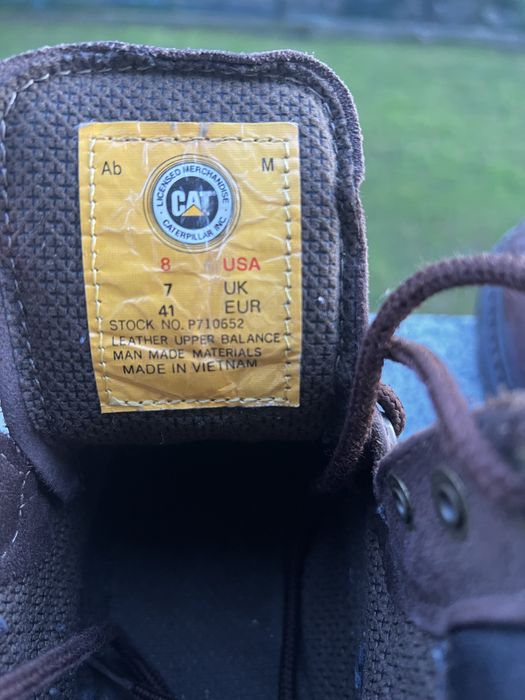 Ab M
LICENSED MERCHANDISE
CAT
CATERPILLAR INC.
8 USA
7 UK
41 EUR
STOCK NO. P710652
LEATHER UPPER BALANCE
MAN MADE MATERIALS
MADE IN VIETNAM